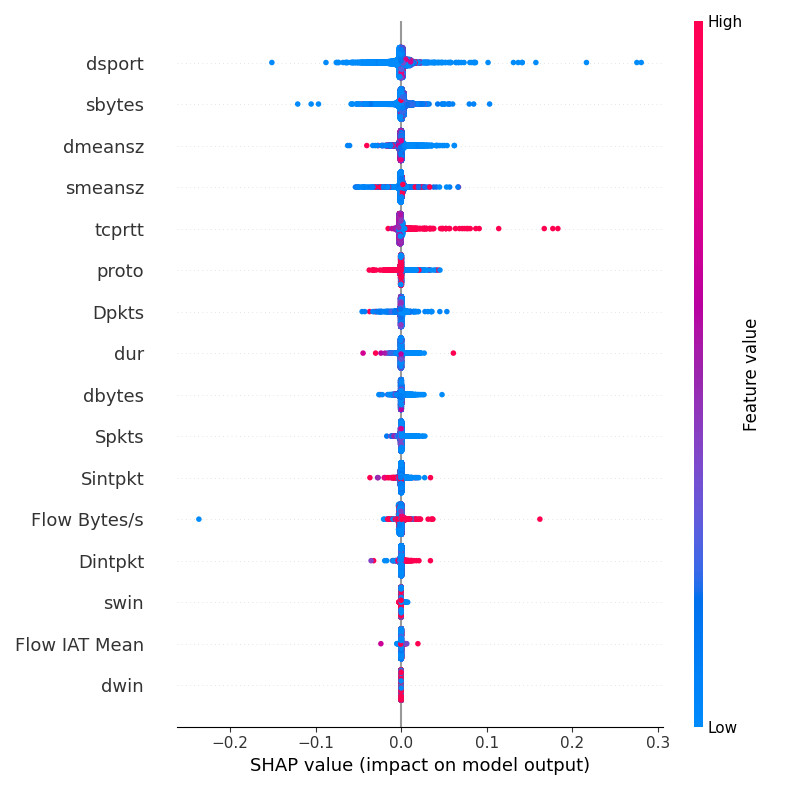 High
dsport
sbytes
dmeansz
smeansz
tcprtt
proto
Dpkts
dur
dbytes
Spkts
Sintpkt
Flow Bytes/s
Dintpkt
swin
Flow IAT Mean
dwin
Feature value
Low
−0.2 −0.1 0.0 0.1 0.2 0.3
SHAP value (impact on model output)